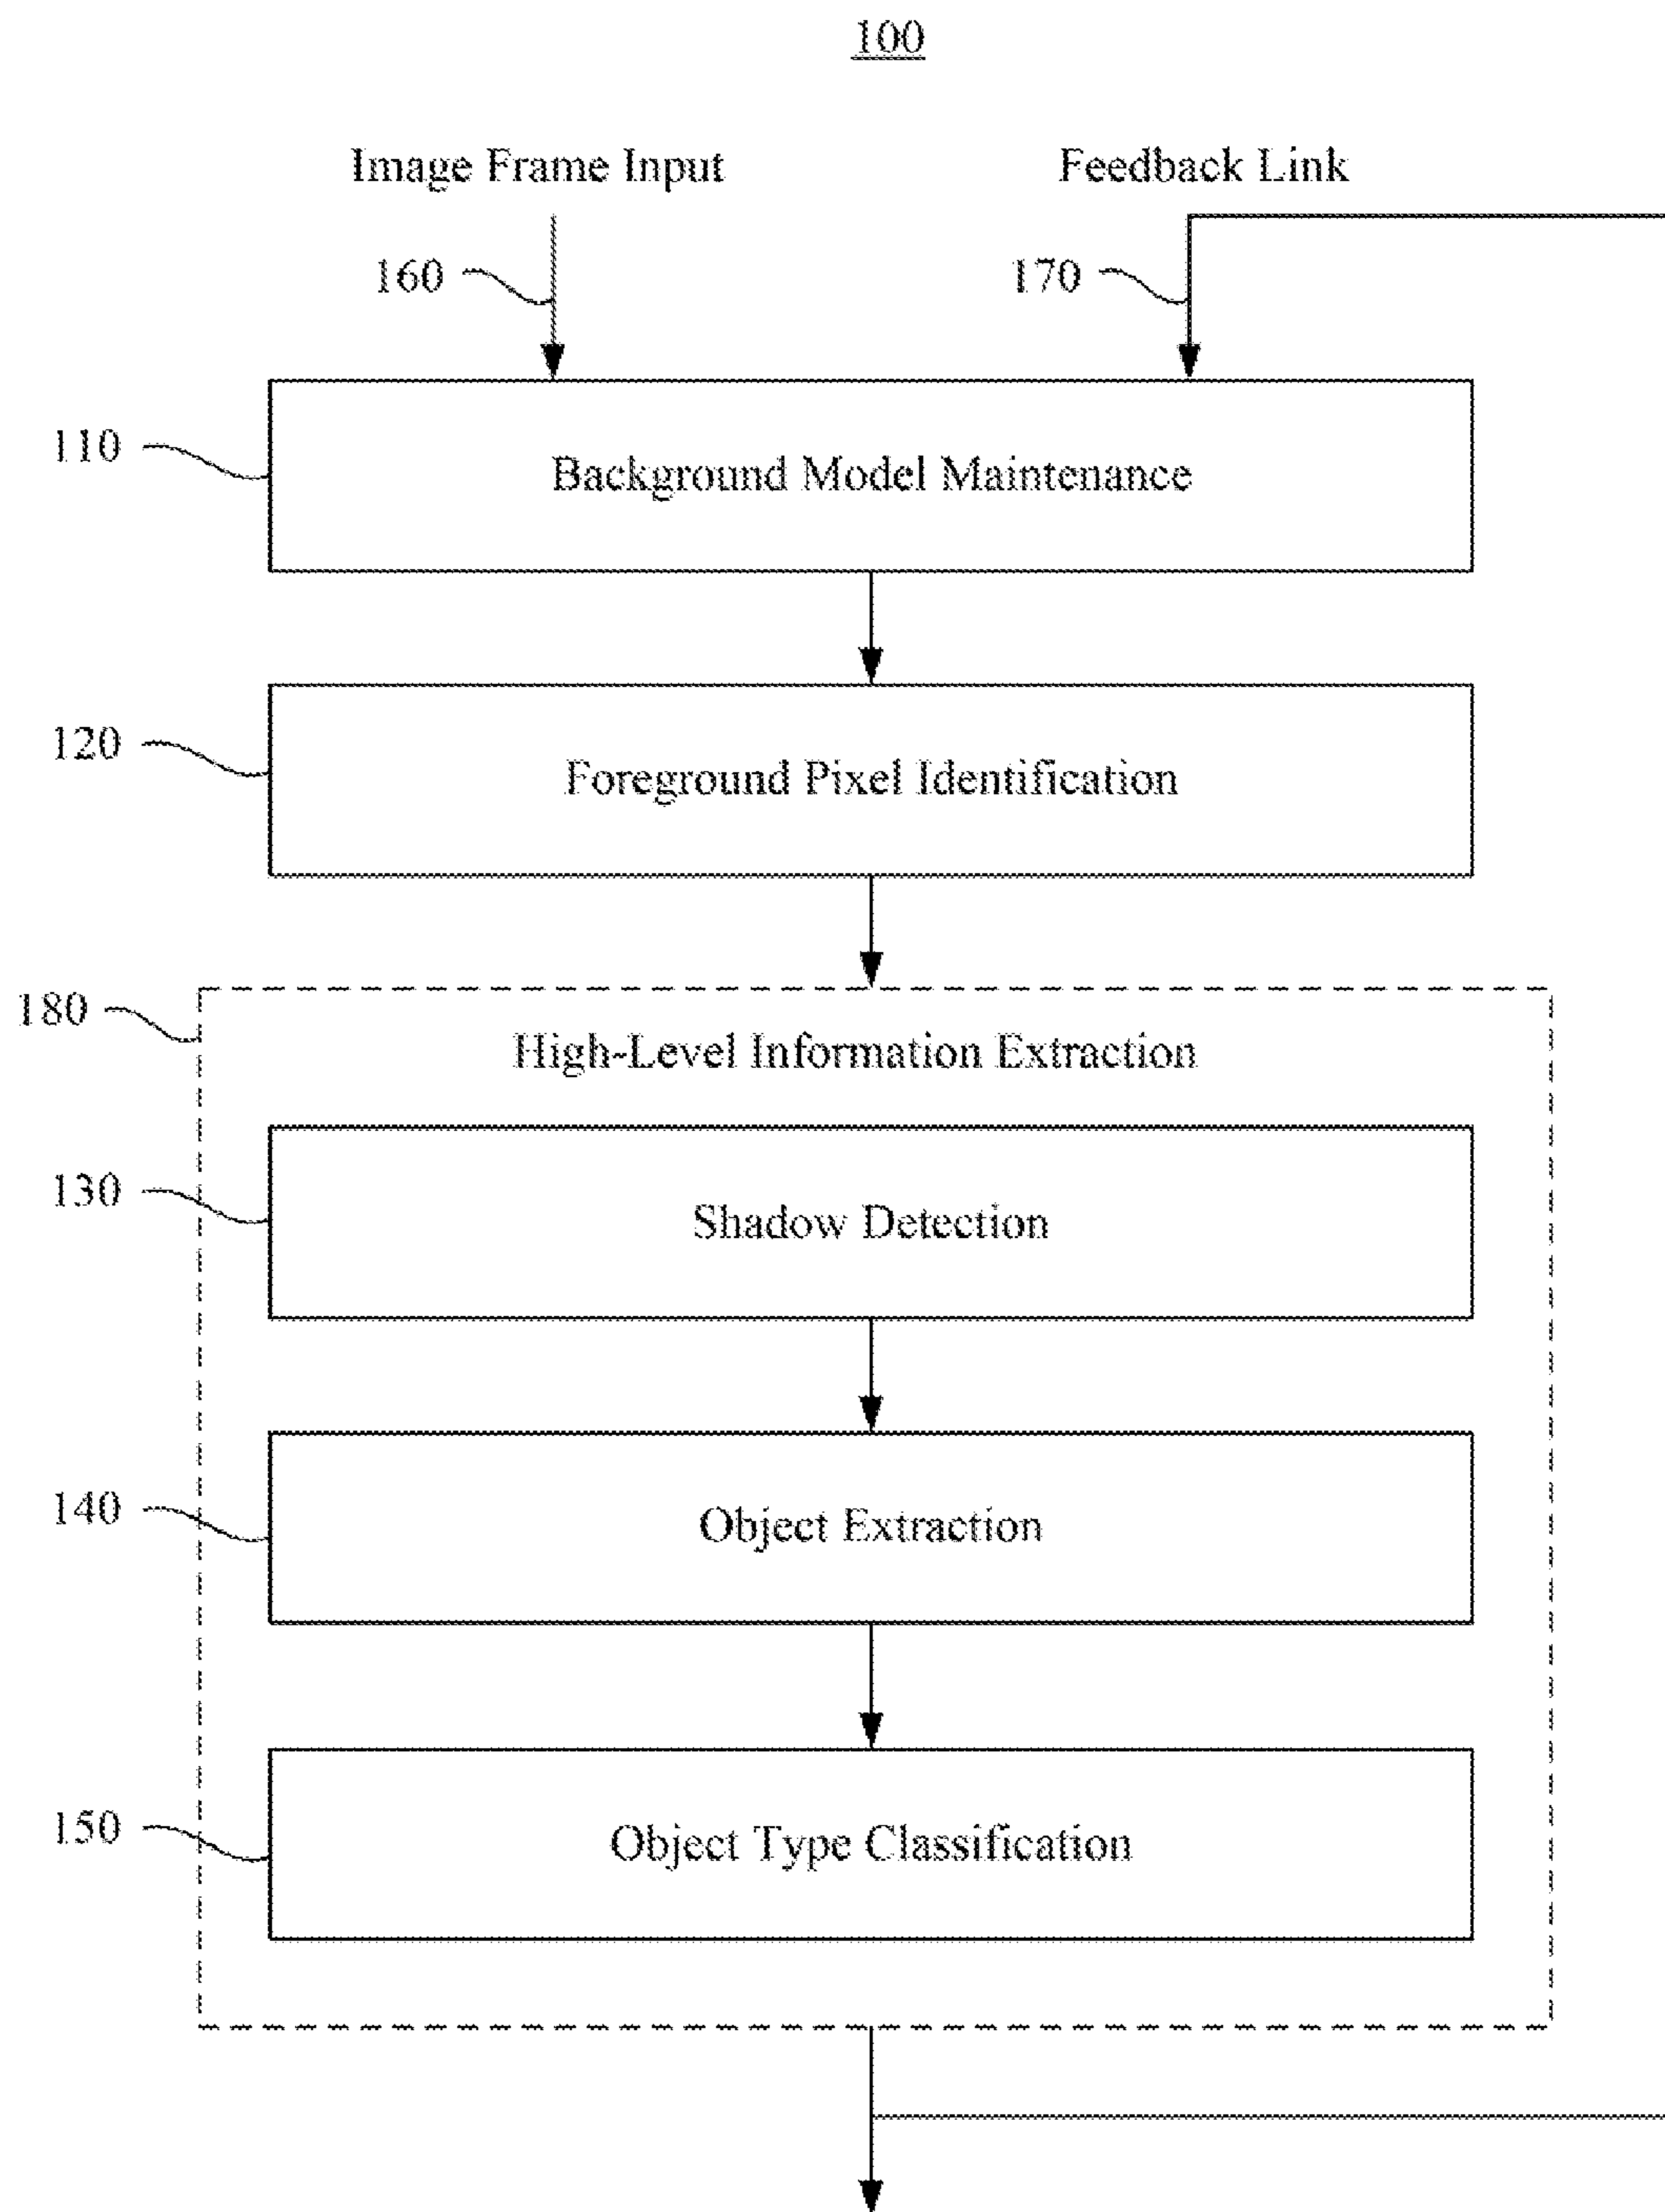 100
Image Frame Input
Feedback Link
160
170
110
Background Model Maintenance
120
Foreground Pixel Identification
180
High-Level Information Extraction
130
Shadow Detection
140
Object Extraction
150
Object Type Classification